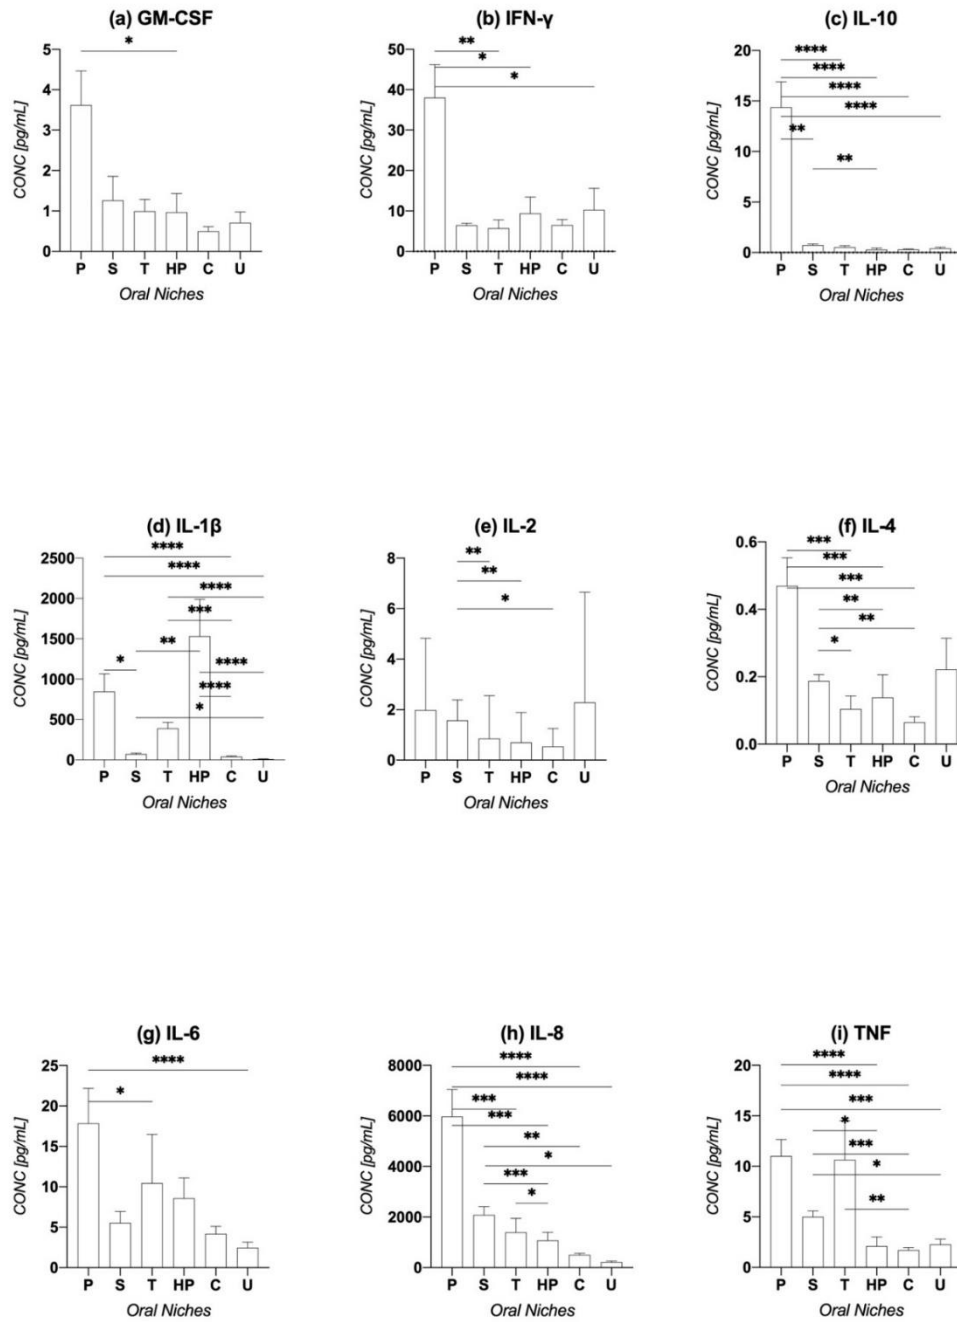 (a) GM-CSF
*
CONC [pg/mL]
5
4
3
2
1
0
P S T HP C U
Oral Niches
(b) IFN-γ
**
*
*
CONC [pg/mL]
50
40
30
20
10
0
P S T HP C U
Oral Niches
(c) IL-10
****
****
****
****
**
**
CONC [pg/mL]
20
15
10
5
0
P S T HP C U
Oral Niches
(d) IL-1β
****
****
****
***
**
*
****
****
*
CONC [pg/mL]
2500
2000
1500
1000
500
0
P S T HP C U
Oral Niches
(e) IL-2
**
**
*
CONC [pg/mL]
8
6
4
2
0
P S T HP C U
Oral Niches
(f) IL-4
***
***
***
**
**
*
CONC [pg/mL]
0.6
0.4
0.2
0.0
P S T HP C U
Oral Niches
(g) IL-6
****
*
CONC [pg/mL]
25
20
15
10
5
0
P S T HP C U
Oral Niches
(h) IL-8
****
****
***
***
**
*
***
*
CONC [pg/mL]
8000
6000
4000
2000
0
P S T HP C U
Oral Niches
(i) TNF
****
****
***
*
***
*
**
CONC [pg/mL]
20
15
10
5
0
P S T HP C U
Oral Niches